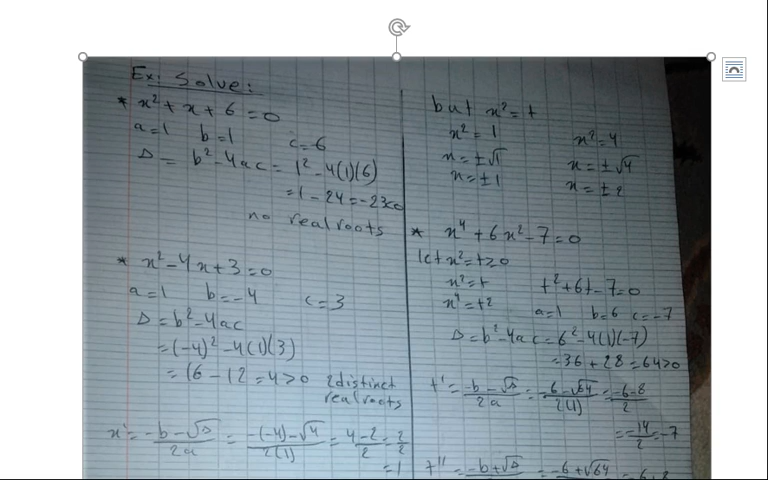 Ex: Solve:
* x² + x + 6 = 0
a=1 b=1 c=6
Δ = b²-4ac = 1² - 4(1)(6)
= 1 - 24 = -23<0
no real roots
* x² - 4x + 3 = 0
a=1 b=-4 c=3
Δ = b²-4ac
= (-4)² - 4(1)(3)
= 16 - 12 = 4>0 2 distinct
real roots
x' = -b-√Δ/2a = -(-4)-√4/2(1) = 4-2/2 = 2/2
= 1
but x² = t
x² = 1 x² = 4
x = ±√1 x = ±√4
x = ±1 x = ±2
* x⁴ + 6x² - 7 = 0
let x² = t≥0
x² = t t² + 6t - 7 = 0
x⁴ = t² a=1 b=6 c=-7
Δ = b²-4ac = 6² - 4(1)(-7)
= 36 + 28 = 64>0
t' = -b-√Δ/2a = -6-√64/2(1) = -6-8/2
= -14/2 = -7
t'' = -b+√Δ = -6+√64 = -6+8